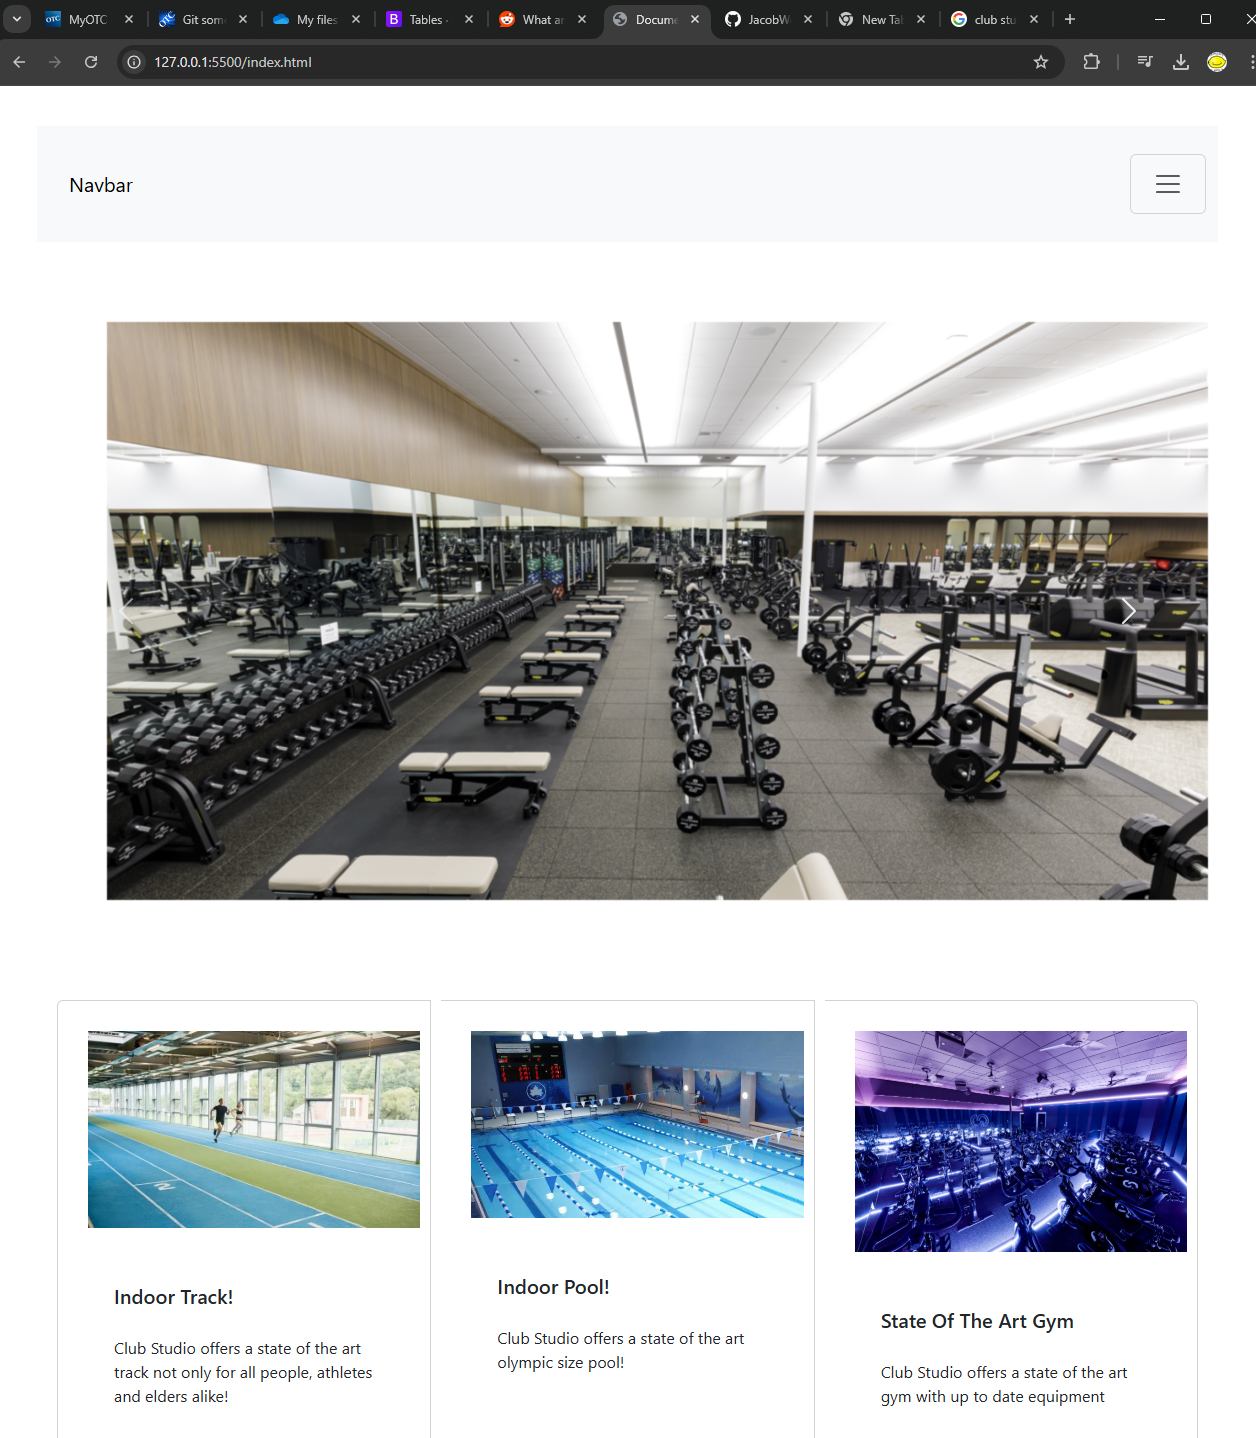 MyOTC
Git som
My files
Tables -
What ar
Docume
JacobW
New Tab
club stu
127.0.0.1:5500/index.html
Navbar
Indoor Track!
Club Studio offers a state of the art
track not only for all people, athletes
and elders alike!
Indoor Pool!
Club Studio offers a state of the art
olympic size pool!
State Of The Art Gym
Club Studio offers a state of the art
gym with up to date equipment